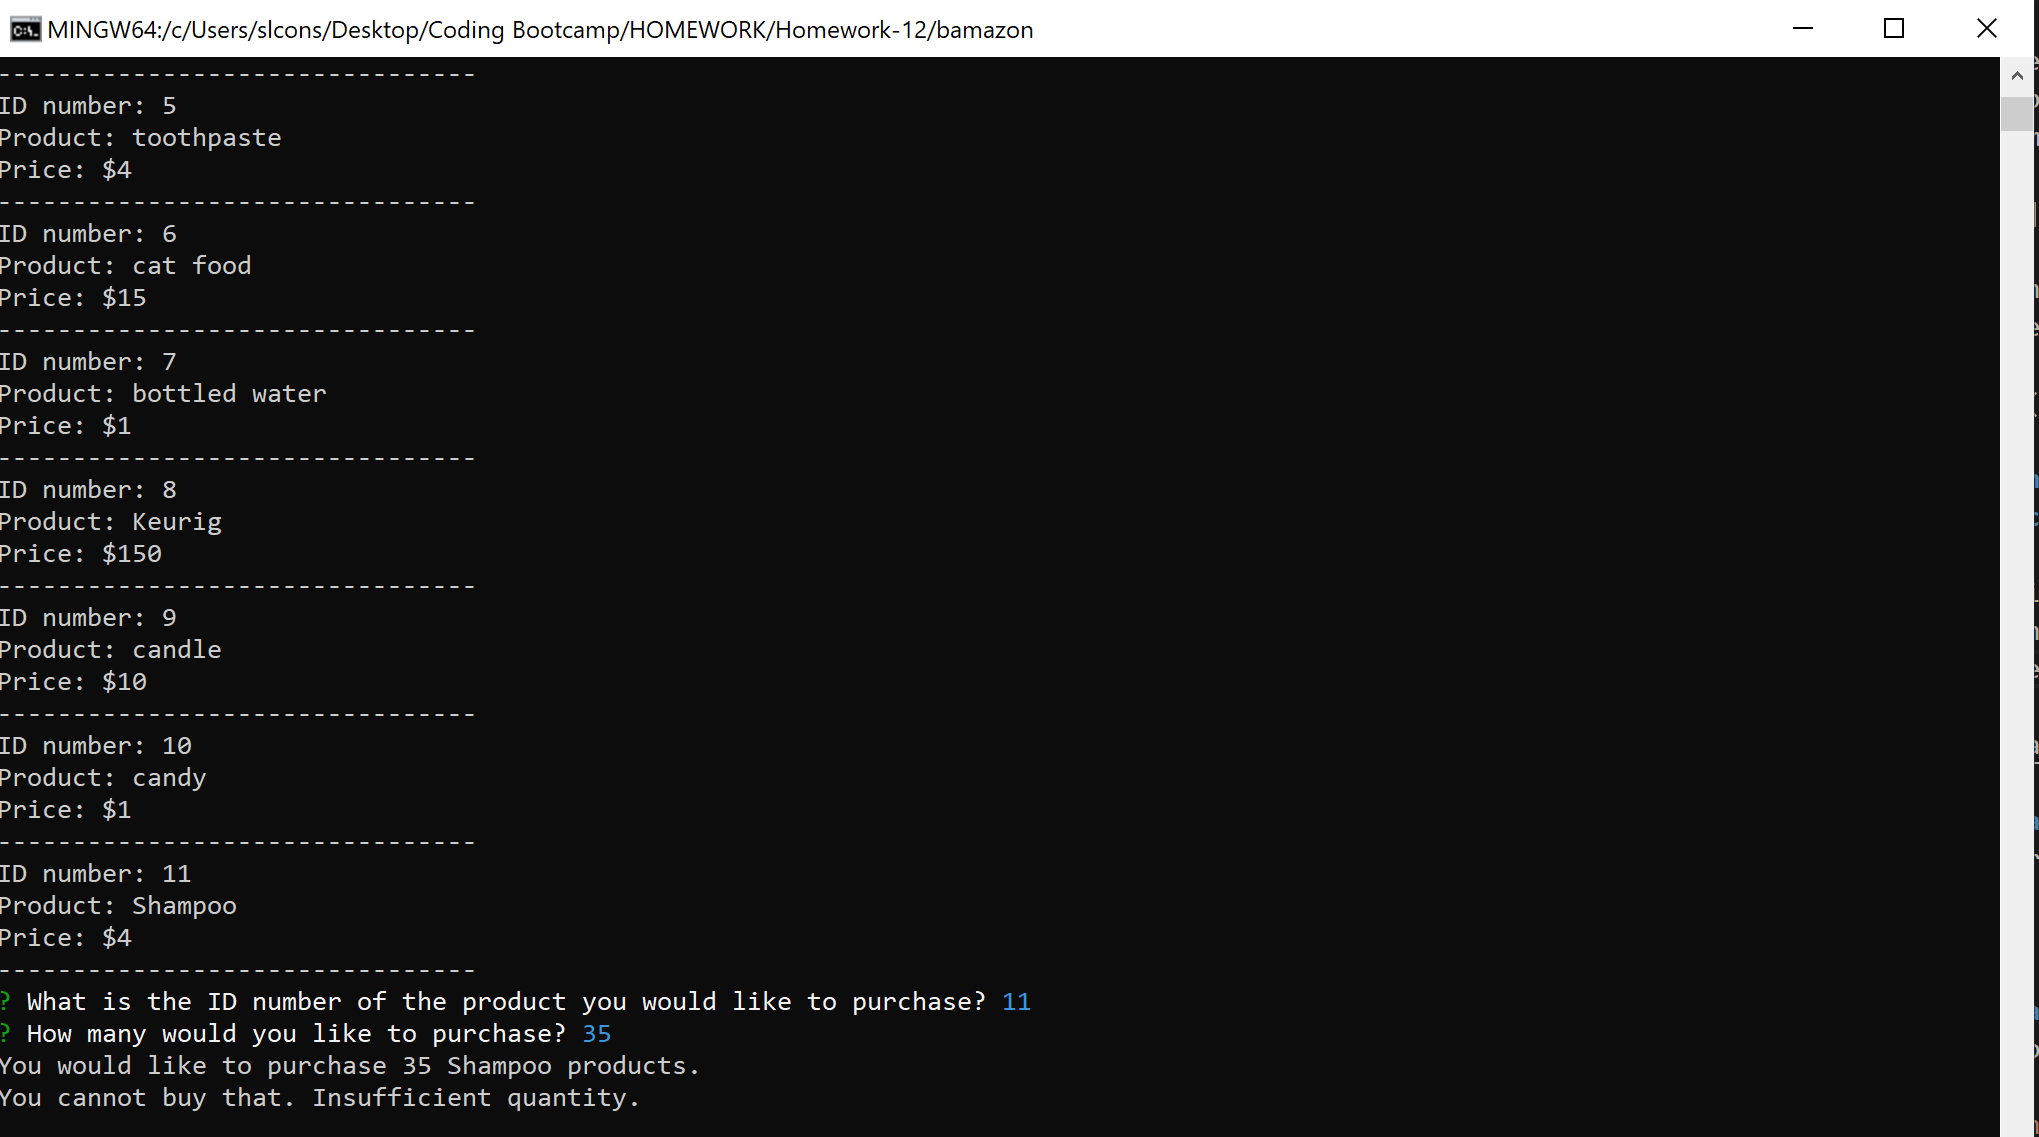 MINGW64:/c/Users/slcons/Desktop/Coding Bootcamp/HOMEWORK/Homework-12/bamazon
--------------------------------
ID number: 5
Product: toothpaste
Price: $4
--------------------------------
ID number: 6
Product: cat food
Price: $15
--------------------------------
ID number: 7
Product: bottled water
Price: $1
--------------------------------
ID number: 8
Product: Keurig
Price: $150
--------------------------------
ID number: 9
Product: candle
Price: $10
--------------------------------
ID number: 10
Product: candy
Price: $1
--------------------------------
ID number: 11
Product: Shampoo
Price: $4
--------------------------------
? What is the ID number of the product you would like to purchase? 11
? How many would you like to purchase? 35
You would like to purchase 35 Shampoo products.
You cannot buy that. Insufficient quantity.